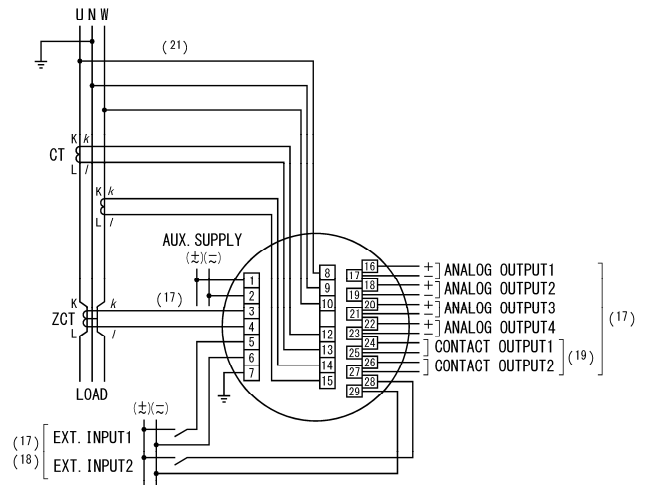 U N W
(21)
K k
CT
L l
K k
L l
AUX. SUPPLY
(±)(∓)
K k
(17)
ZCT
L l
LOAD
1
2
3
4
5
6
7
8
9
10
12
13
14
15
16
17
18
19
20
21
22
23
24
25
26
27
28
29
+
− ANALOG OUTPUT1
+
− ANALOG OUTPUT2
+
− ANALOG OUTPUT3
+
− ANALOG OUTPUT4
CONTACT OUTPUT1
CONTACT OUTPUT2
(19)
(17)
(±)(∓)
(17)
(18)
EXT. INPUT1
EXT. INPUT2